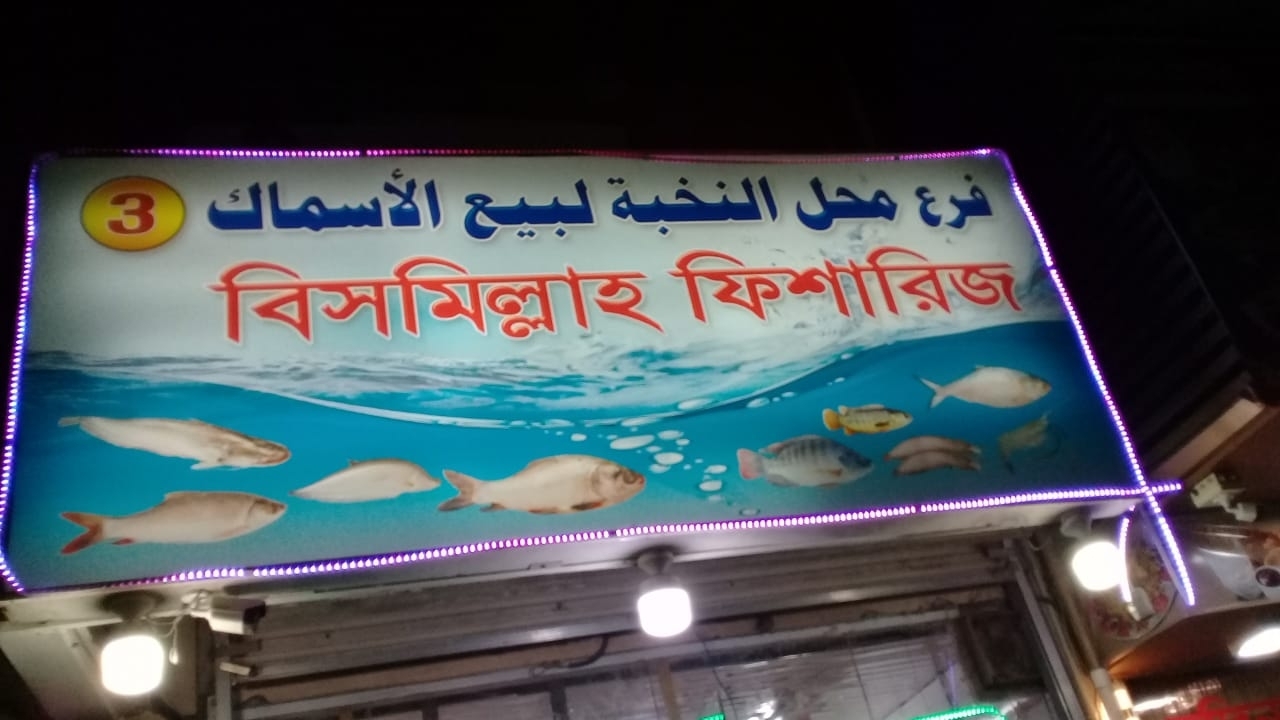 فرع محل النخبة لبيع الأسماك 3
বিসমিল্লাহ ফিশারিজ